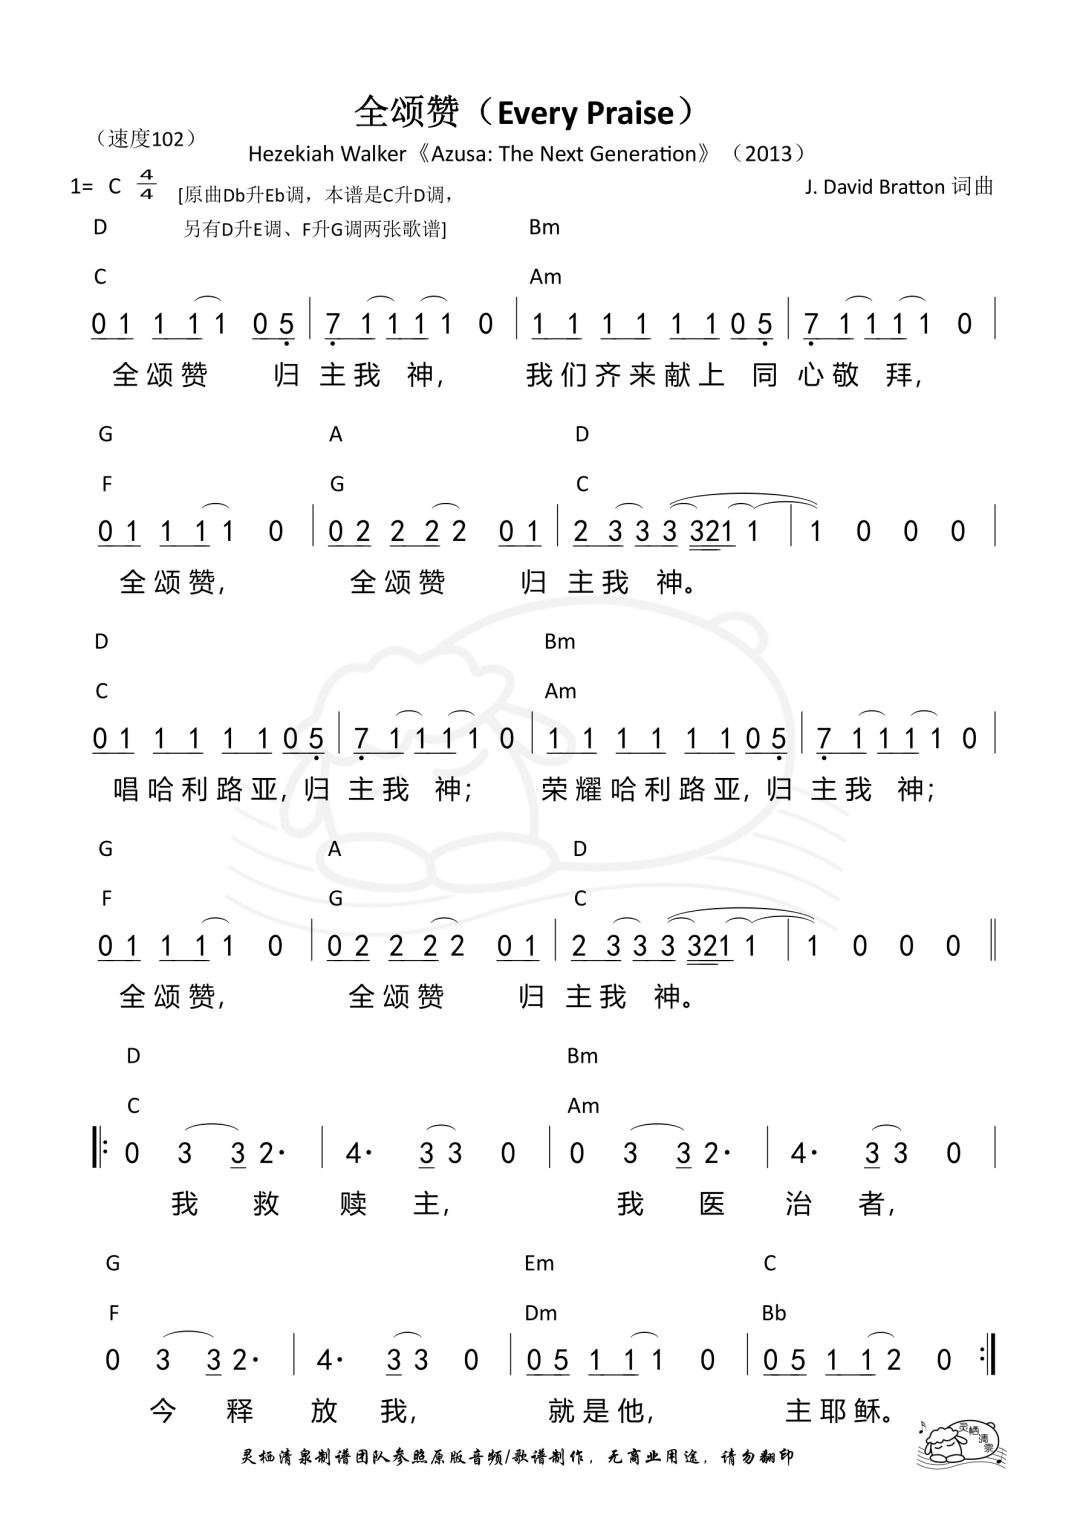 全颂赞（Every Praise）
（速度102）
Hezekiah Walker《Azusa: The Next Generation》（2013）
1= C 4/4 [原曲Db升Eb调，本谱是C升D调，
另有D升E调、F升G调两张歌谱]
J. David Bratton 词曲
D Bm
C Am
0 1 1 1 1 0 5 | 7 1 1 1 1 0 | 1 1 1 1 1 1 0 5 | 7 1 1 1 1 0 |
全颂赞 归 主我 神， 我们齐来献上 同 心敬 拜，
G A D
F G C
0 1 1 1 1 0 | 0 2 2 2 2 0 1 | 2 3 3 3 3 2 1 1 | 1 0 0 0 |
全颂赞， 全颂赞 归 主我 神。
D Bm
C Am
0 1 1 1 1 1 0 5 | 7 1 1 1 1 0 | 1 1 1 1 1 1 0 5 | 7 1 1 1 1 0 |
唱哈利路亚，归 主我 神； 荣耀哈利路亚，归 主我 神；
G A D
F G C
0 1 1 1 1 0 | 0 2 2 2 2 0 1 | 2 3 3 3 3 2 1 1 | 1 0 0 0 ||
全颂赞， 全颂赞 归 主我 神。
D Bm
C Am
||: 0 3 3 2· | 4· 3 3 0 | 0 3 3 2· | 4· 3 3 0 |
我 救 赎 主， 我 医 治 者，
G Em C
F Dm Bb
0 3 3 2· | 4· 3 3 0 | 0 5 1 1 1 0 | 0 5 1 1 2 0 :||
今 释 放 我， 就是他， 主耶稣。
灵栖清泉制谱团队参照原版音频/歌谱制作，无商业用途，请勿翻印
灵栖清泉